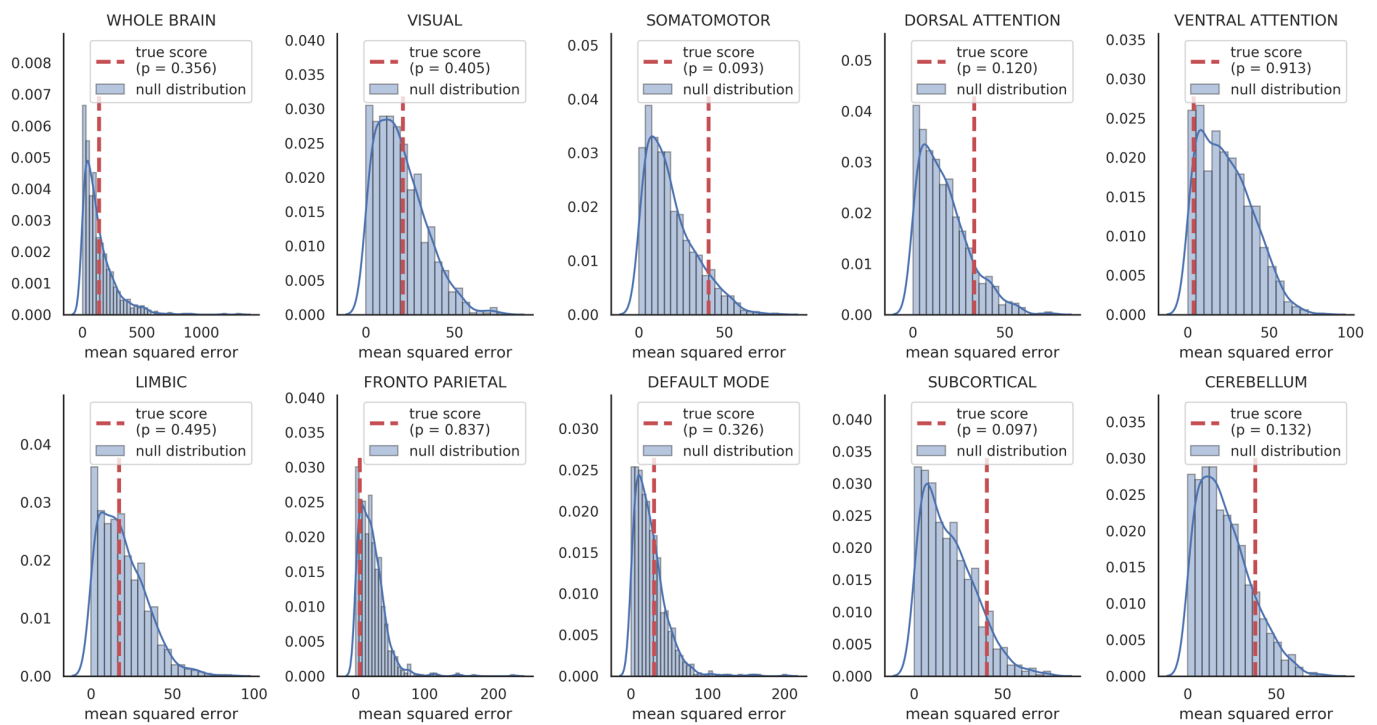 WHOLE BRAIN
0.008
0.007
0.006
0.005
0.004
0.003
0.002
0.001
0.000
true score
(p = 0.356)
null distribution
0 500 1000
mean squared error
VISUAL
0.040
0.035
0.030
0.025
0.020
0.015
0.010
0.005
0.000
true score
(p = 0.405)
null distribution
0 50
mean squared error
SOMATOMOTOR
0.05
0.04
0.03
0.02
0.01
0.00
true score
(p = 0.093)
null distribution
0 50
mean squared error
DORSAL ATTENTION
0.05
0.04
0.03
0.02
0.01
0.00
true score
(p = 0.120)
null distribution
0 50
mean squared error
VENTRAL ATTENTION
0.035
0.030
0.025
0.020
0.015
0.010
0.005
0.000
true score
(p = 0.913)
null distribution
0 50 100
mean squared error
LIMBIC
0.04
0.03
0.02
0.01
0.00
true score
(p = 0.495)
null distribution
0 50 100
mean squared error
FRONTO PARIETAL
0.040
0.035
0.030
0.025
0.020
0.015
0.010
0.005
0.000
true score
(p = 0.837)
null distribution
0 100 200
mean squared error
DEFAULT MODE
0.030
0.025
0.020
0.015
0.010
0.005
0.000
true score
(p = 0.326)
null distribution
0 100 200
mean squared error
SUBCORTICAL
0.040
0.035
0.030
0.025
0.020
0.015
0.010
0.005
0.000
true score
(p = 0.097)
null distribution
0 50
mean squared error
CEREBELLUM
0.035
0.030
0.025
0.020
0.015
0.010
0.005
0.000
true score
(p = 0.132)
null distribution
0 50
mean squared error